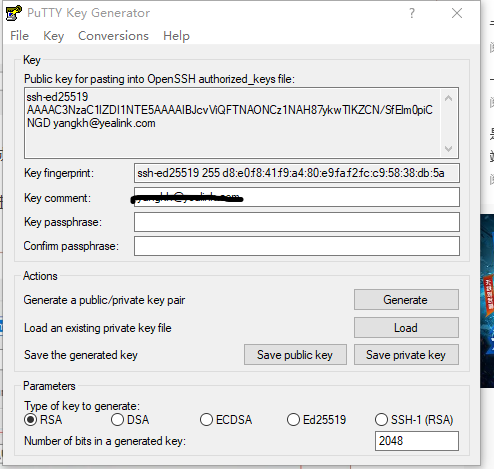 PuTTY Key Generator
?
File Key Conversions Help
Key
Public key for pasting into OpenSSH authorized_keys file:
ssh-ed25519
AAAAC3NzaC1lZDI1NTE5AAAAIBJcvViQFTNAONCz1NAH87ykwTlKZCN/SfElm0piC
NGD yangkh@yealink.com
Key fingerprint: ssh-ed25519 255 d8:e0:f8:41:f9:a4:80:e9:fa:f2:fc:c9:58:38:db:5a
Key comment:
Key passphrase:
Confirm passphrase:
Actions
Generate a public/private key pair Generate
Load an existing private key file Load
Save the generated key Save public key Save private key
Parameters
Type of key to generate:
RSA DSA ECDSA Ed25519 SSH-1 (RSA)
Number of bits in a generated key: 2048